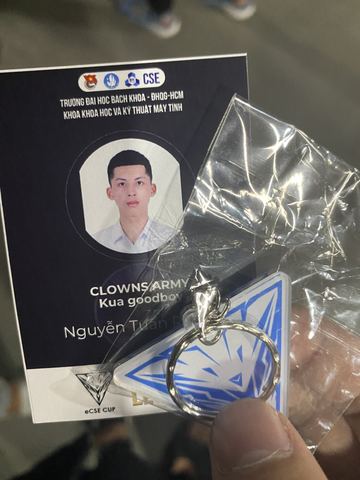 CSE
TRƯỜNG ĐẠI HỌC BÁCH KHOA - ĐHQG-HCM
KHOA KHOA HỌC VÀ KỸ THUẬT MÁY TÍNH
CLOWNS ARMY
Kua goodboy
Nguyễn Tuấn
eCSE CUP